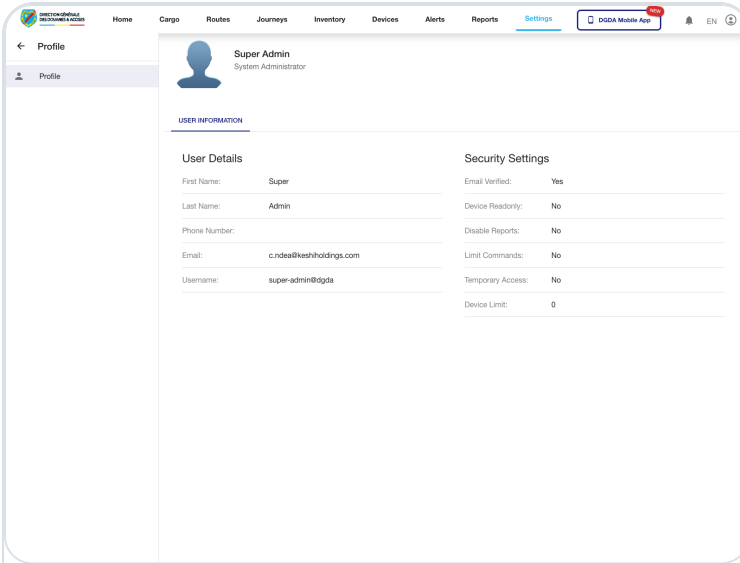 DIRECTION GÉNÉRALE
DES DOUANES & ACCISES
Home Cargo Routes Journeys Inventory Devices Alerts Reports Settings DGDA Mobile App NEW EN
Profile
Profile
Super Admin
System Administrator
USER INFORMATION
User Details
First Name: Super
Last Name: Admin
Phone Number:
Email: c.ndea@keshiholdings.com
Username: super-admin@dgda
Security Settings
Email Verified: Yes
Device Readonly: No
Disable Reports: No
Limit Commands: No
Temporary Access: No
Device Limit: 0